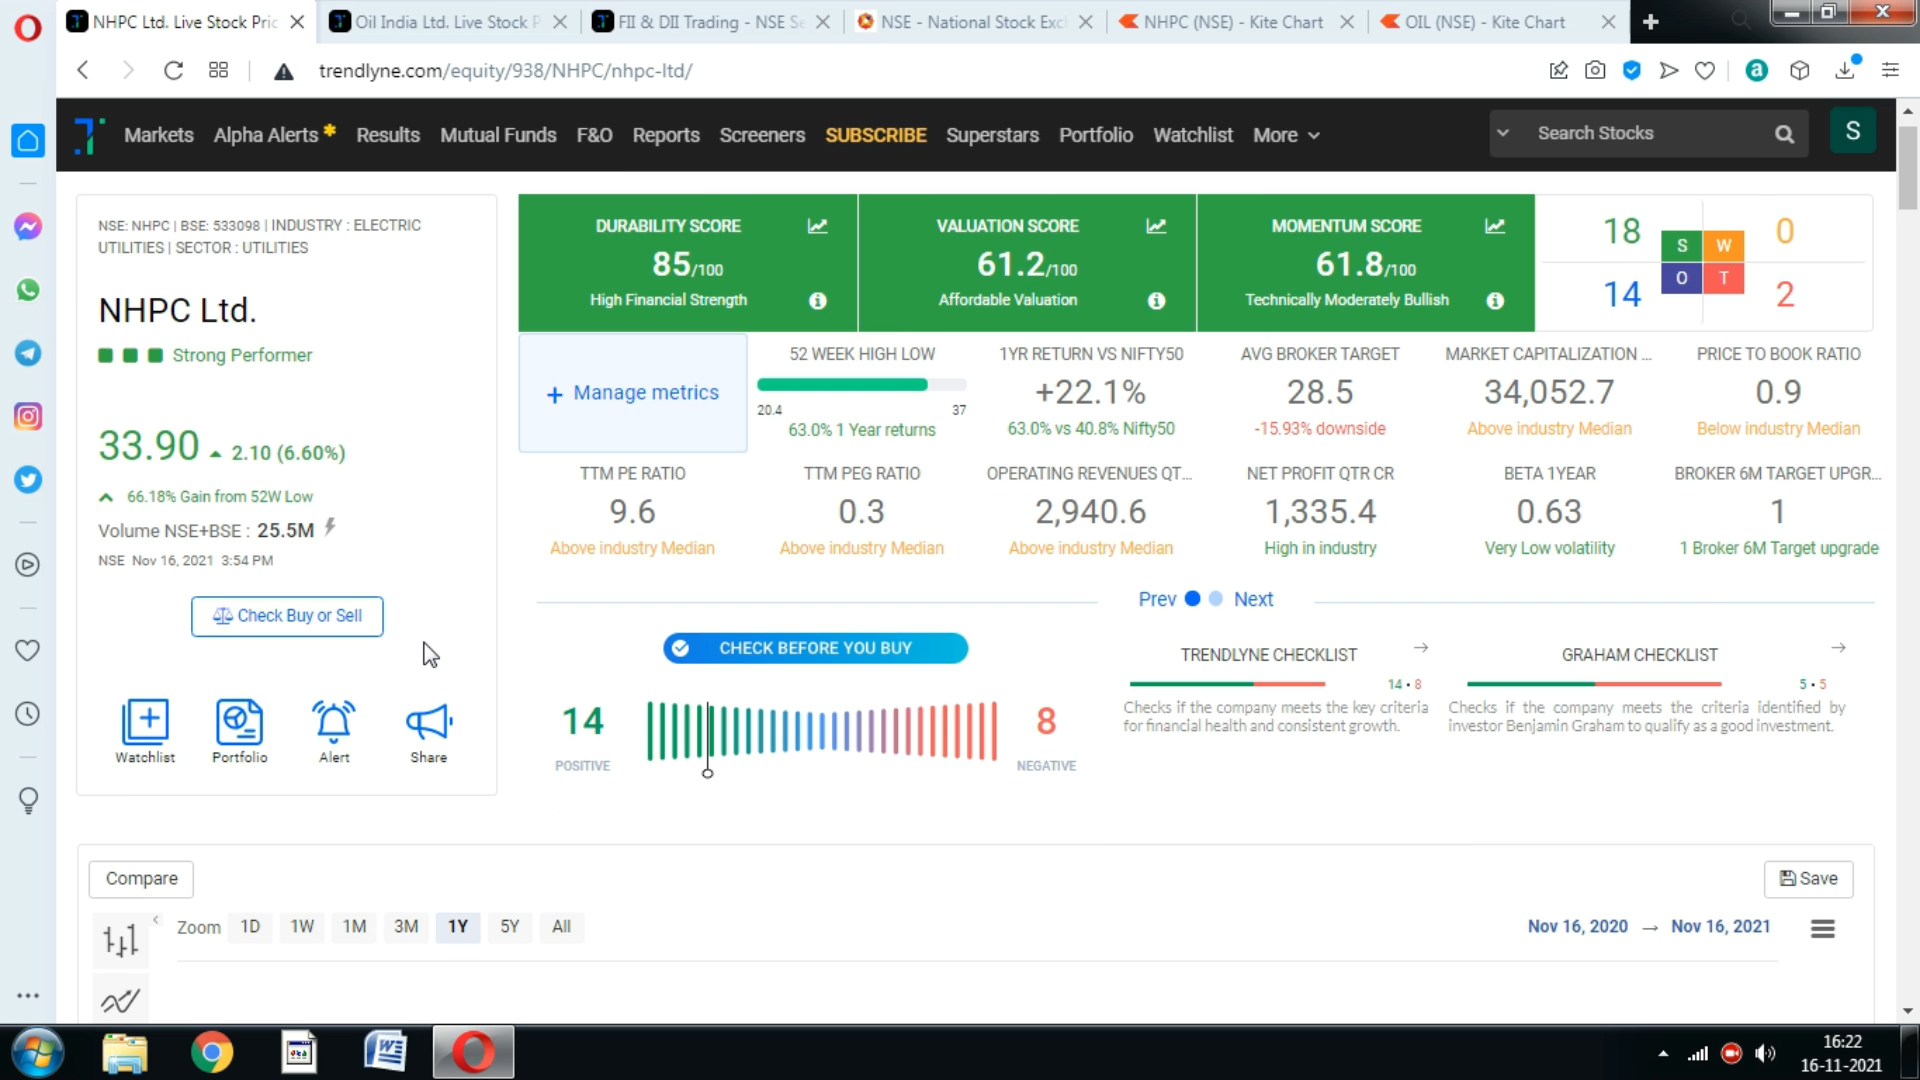 NHPC Ltd. Live Stock Pric
Oil India Ltd. Live Stock P
FII & DII Trading - NSE Se
NSE - National Stock Excl
NHPC (NSE) - Kite Chart
OIL (NSE) - Kite Chart
trendlyne.com/equity/938/NHPC/nhpc-ltd/
a
Markets
Alpha Alerts
Results
Mutual Funds
F&O
Reports
Screeners
SUBSCRIBE
Superstars
Portfolio
Watchlist
More
Search Stocks
S
NSE: NHPC | BSE: 533098 | INDUSTRY : ELECTRIC
UTILITIES | SECTOR : UTILITIES
NHPC Ltd.
Strong Performer
33.90 2.10 (6.60%)
66.18% Gain from 52W Low
Volume NSE+BSE : 25.5M
NSE Nov 16, 2021 3:54 PM
Check Buy or Sell
Watchlist
Portfolio
Alert
Share
DURABILITY SCORE
85/100
High Financial Strength
VALUATION SCORE
61.2/100
Affordable Valuation
MOMENTUM SCORE
61.8/100
Technically Moderately Bullish
18 S W 0
14 O T 2
+ Manage metrics
52 WEEK HIGH LOW
20.4 37
63.0% 1 Year returns
1YR RETURN VS NIFTY50
+22.1%
63.0% vs 40.8% Nifty50
AVG BROKER TARGET
28.5
-15.93% downside
MARKET CAPITALIZATION ...
34,052.7
Above industry Median
PRICE TO BOOK RATIO
0.9
Below industry Median
TTM PE RATIO
9.6
Above industry Median
TTM PEG RATIO
0.3
Above industry Median
OPERATING REVENUES QT...
2,940.6
Above industry Median
NET PROFIT QTR CR
1,335.4
High in industry
BETA 1YEAR
0.63
Very Low volatility
BROKER 6M TARGET UPGR...
1
1 Broker 6M Target upgrade
Prev Next
CHECK BEFORE YOU BUY
14
POSITIVE
8
NEGATIVE
TRENDLYNE CHECKLIST
14 • 8
Checks if the company meets the key criteria
for financial health and consistent growth.
GRAHAM CHECKLIST
5 • 5
Checks if the company meets the criteria identified by
investor Benjamin Graham to qualify as a good investment.
Compare
Save
Zoom 1D 1W 1M 3M 1Y 5Y All
Nov 16, 2020 → Nov 16, 2021
16:22
16-11-2021